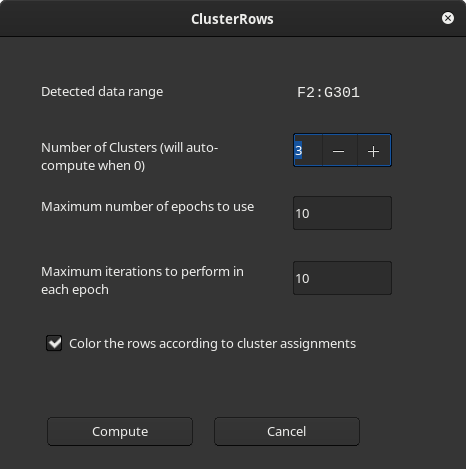 ClusterRows
Detected data range
F2:G301
Number of Clusters (will auto-
compute when 0)
3
Maximum number of epochs to use
10
Maximum iterations to perform in
each epoch
10
Color the rows according to cluster assignments
Compute
Cancel